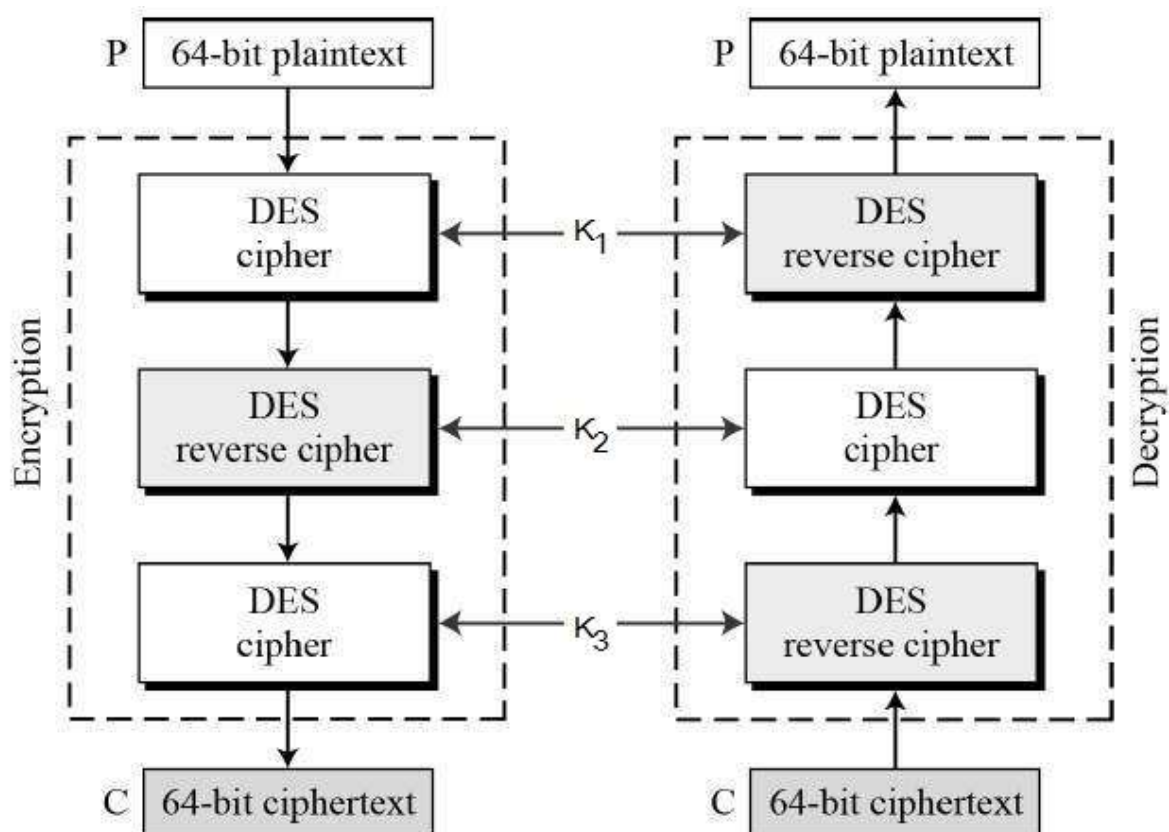 P
64-bit plaintext
P
64-bit plaintext
Encryption
DES
cipher
K1
DES
reverse cipher
DES
reverse cipher
K2
DES
cipher
DES
cipher
K3
DES
reverse cipher
Decryption
C
64-bit ciphertext
C
64-bit ciphertext